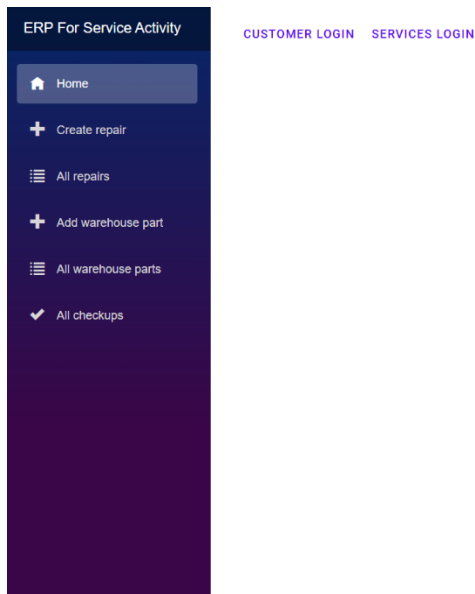 ERP For Service Activity
CUSTOMER LOGIN SERVICES LOGIN
Home
Create repair
All repairs
Add warehouse part
All warehouse parts
All checkups